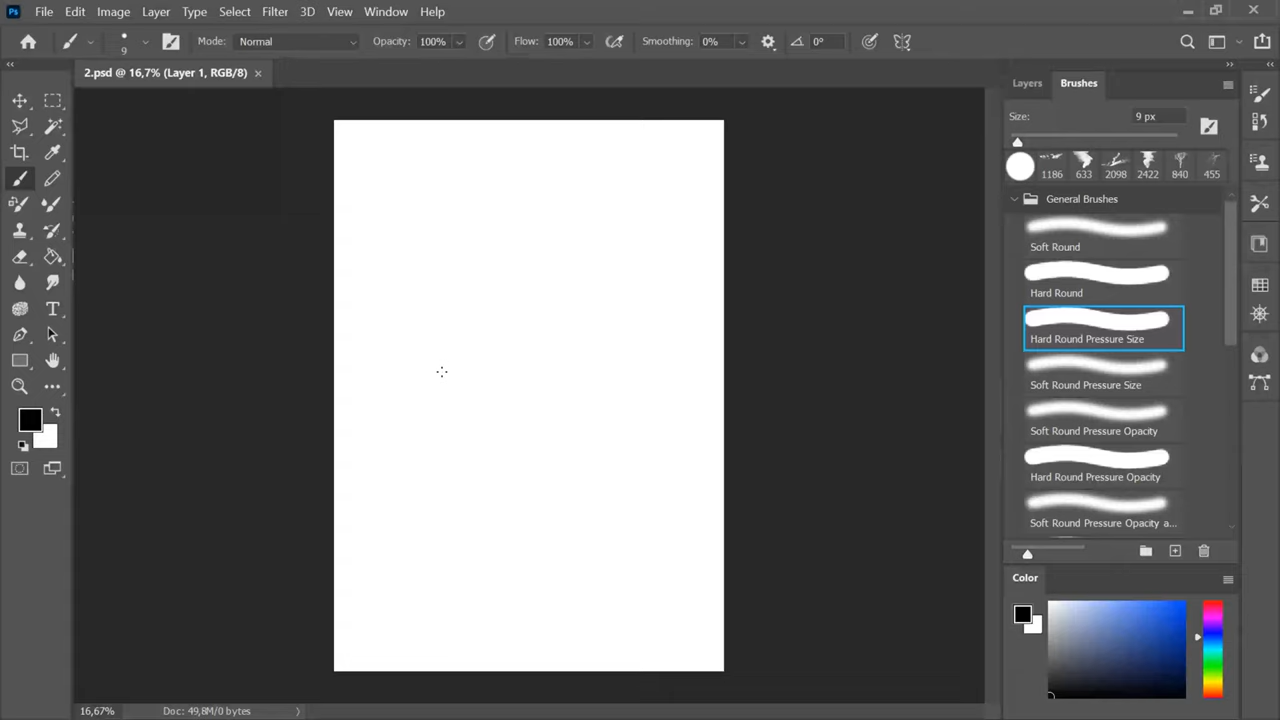 Ps File Edit Image Layer Type Select Filter 3D View Window Help
9 Mode: Normal Opacity: 100% Flow: 100% Smoothing: 0% 0°
2.psd @ 16,7% (Layer 1, RGB/8)
Layers Brushes
Size: 9 px
1186 633 2098 2422 840 455
General Brushes
Soft Round
Hard Round
Hard Round Pressure Size
Soft Round Pressure Size
Soft Round Pressure Opacity
Hard Round Pressure Opacity
Soft Round Pressure Opacity a...
Color
16,67% Doc: 49,8M/0 bytes